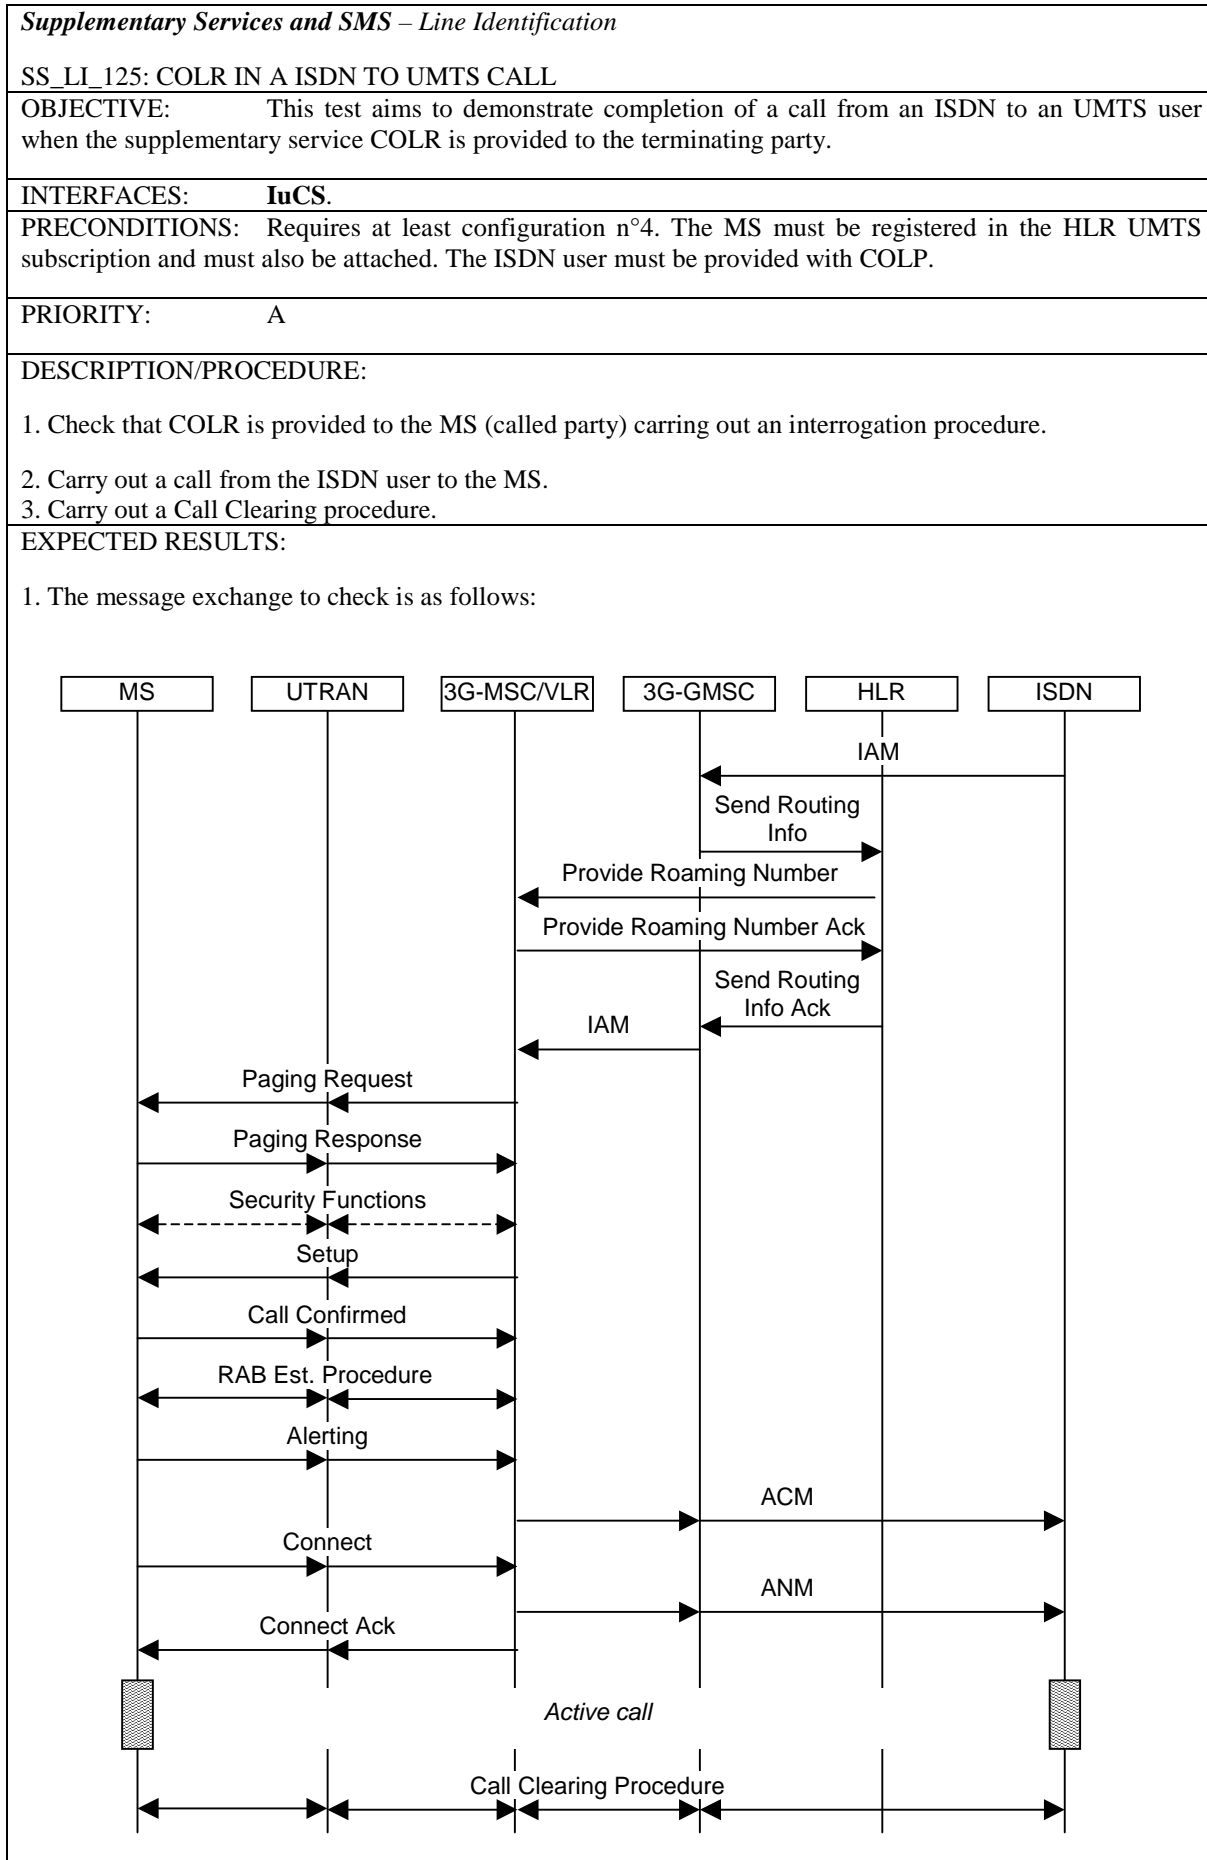 Supplementary Services and SMS – Line Identification
SS_LI_125: COLR IN A ISDN TO UMTS CALL
OBJECTIVE: This test aims to demonstrate completion of a call from an ISDN to an UMTS user
when the supplementary service COLR is provided to the terminating party.
INTERFACES: IuCS.
PRECONDITIONS: Requires at least configuration n°4. The MS must be registered in the HLR UMTS
subscription and must also be attached. The ISDN user must be provided with COLP.
PRIORITY: A
DESCRIPTION/PROCEDURE:
1. Check that COLR is provided to the MS (called party) carring out an interrogation procedure.
2. Carry out a call from the ISDN user to the MS.
3. Carry out a Call Clearing procedure.
EXPECTED RESULTS:
1. The message exchange to check is as follows:
MS UTRAN 3G-MSC/VLR 3G-GMSC HLR ISDN
IAM
Send Routing
Info
Provide Roaming Number
Provide Roaming Number Ack
Send Routing
Info Ack
IAM
Paging Request
Paging Response
Security Functions
Setup
Call Confirmed
RAB Est. Procedure
Alerting
ACM
Connect
ANM
Connect Ack
Active call
Call Clearing Procedure